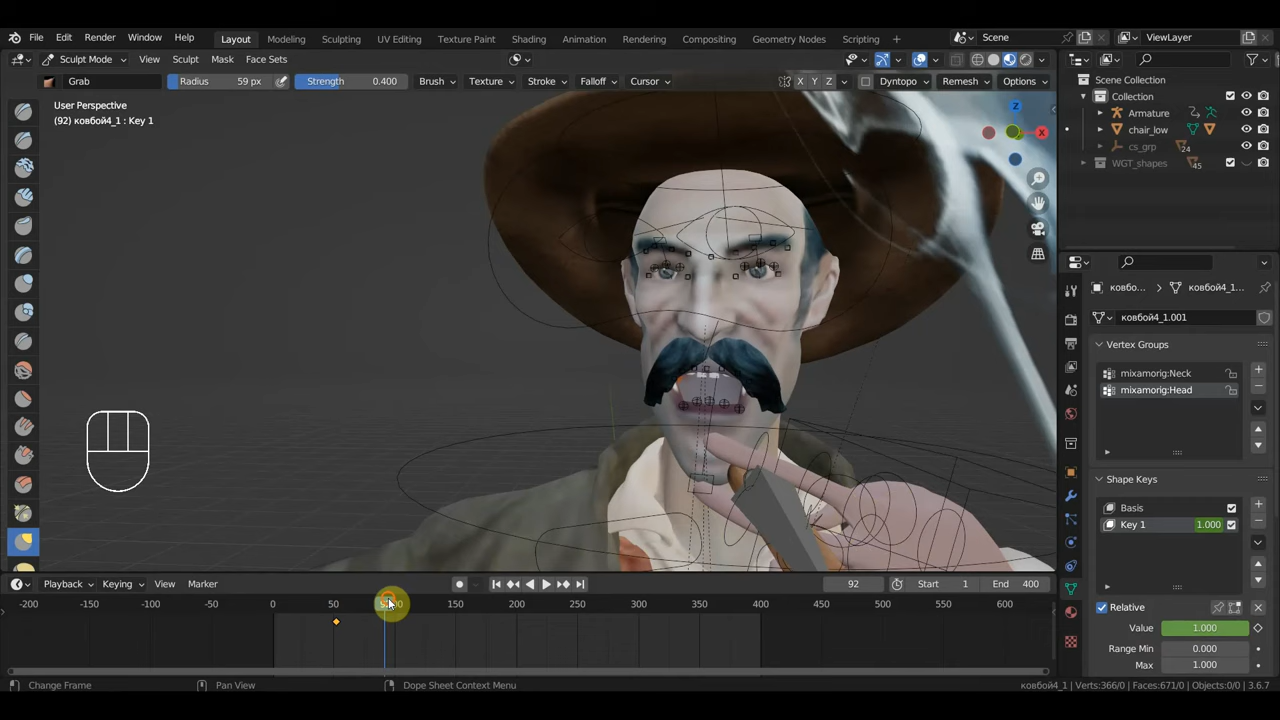 File Edit Render Window Help Layout Modeling Sculpting UV Editing Texture Paint Shading Animation Rendering Compositing Geometry Nodes Scripting Scene ViewLayer
Sculpt Mode View Sculpt Mask Face Sets
Grab Radius 59 px Strength 0.400 Brush Texture Stroke Falloff Cursor X Y Z Dyntopo Remesh Options
User Perspective
(92) ковбой4_1 : Key 1
Z
X
Scene Collection
Collection
Armature
chair_low
cs_grp 24
WGT_shapes 45
ковбо... ковбой4_1...
ковбой4_1.001
Vertex Groups
mixamorig:Neck
mixamorig:Head
Shape Keys
Basis
Key 1 1.000
Relative
Value 1.000
Range Min 0.000
Max 1.000
Playback Keying View Marker 92 Start 1 End 400
-200 -150 -100 -50 0 50 150 200 250 300 350 400 450 500 550 600
Change Frame Pan View Dope Sheet Context Menu ковбой4_1 | Verts:366/0 | Faces:671/0 | Objects:0/0 | 3.6.7